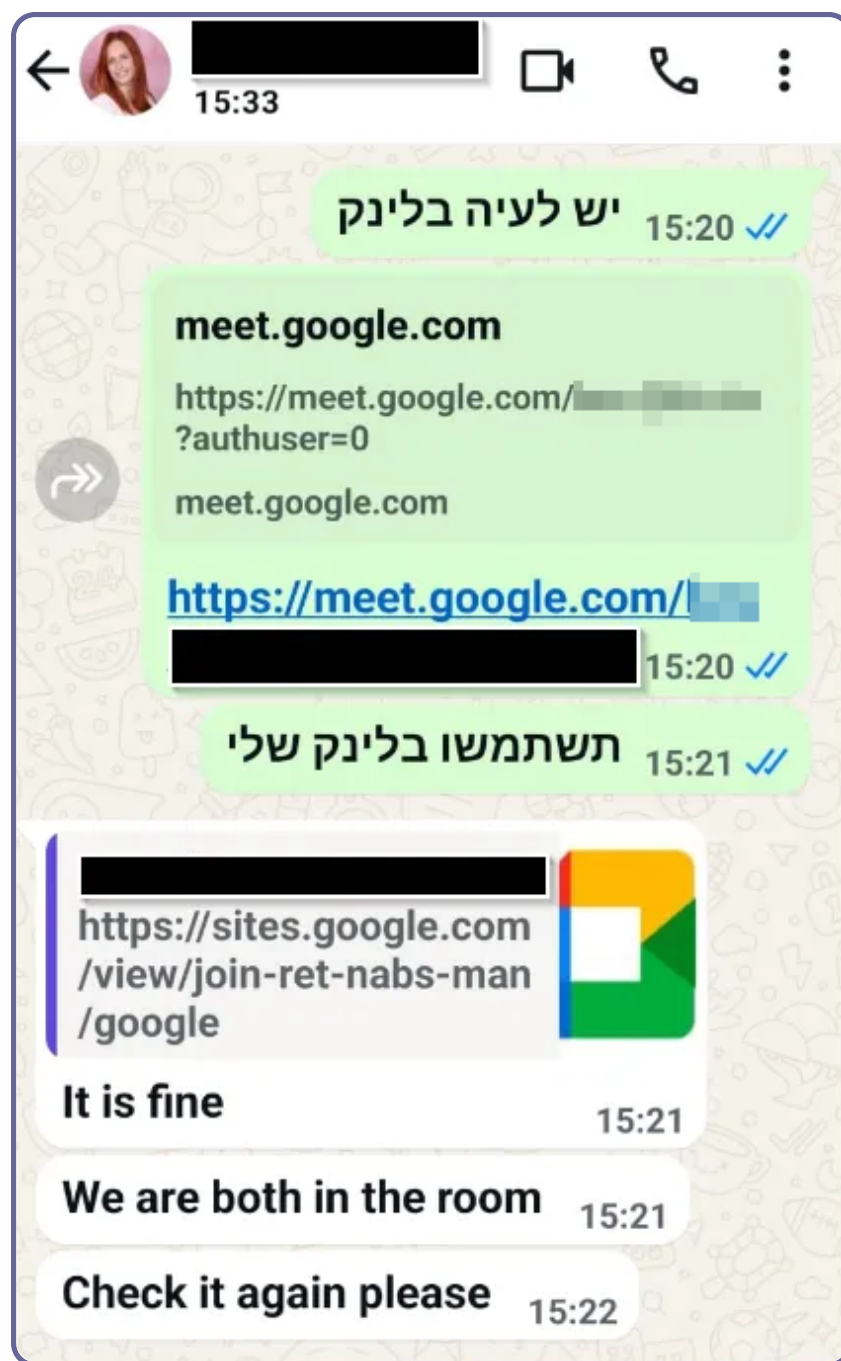 15:33
יש לעיה בלינק 15:20
meet.google.com
https://meet.google.com/
?authuser=0
meet.google.com
https://meet.google.com/
15:20
תשתמשו בלינק שלי 15:21
https://sites.google.com
/view/join-ret-nabs-man
/google
It is fine 15:21
We are both in the room 15:21
Check it again please 15:22